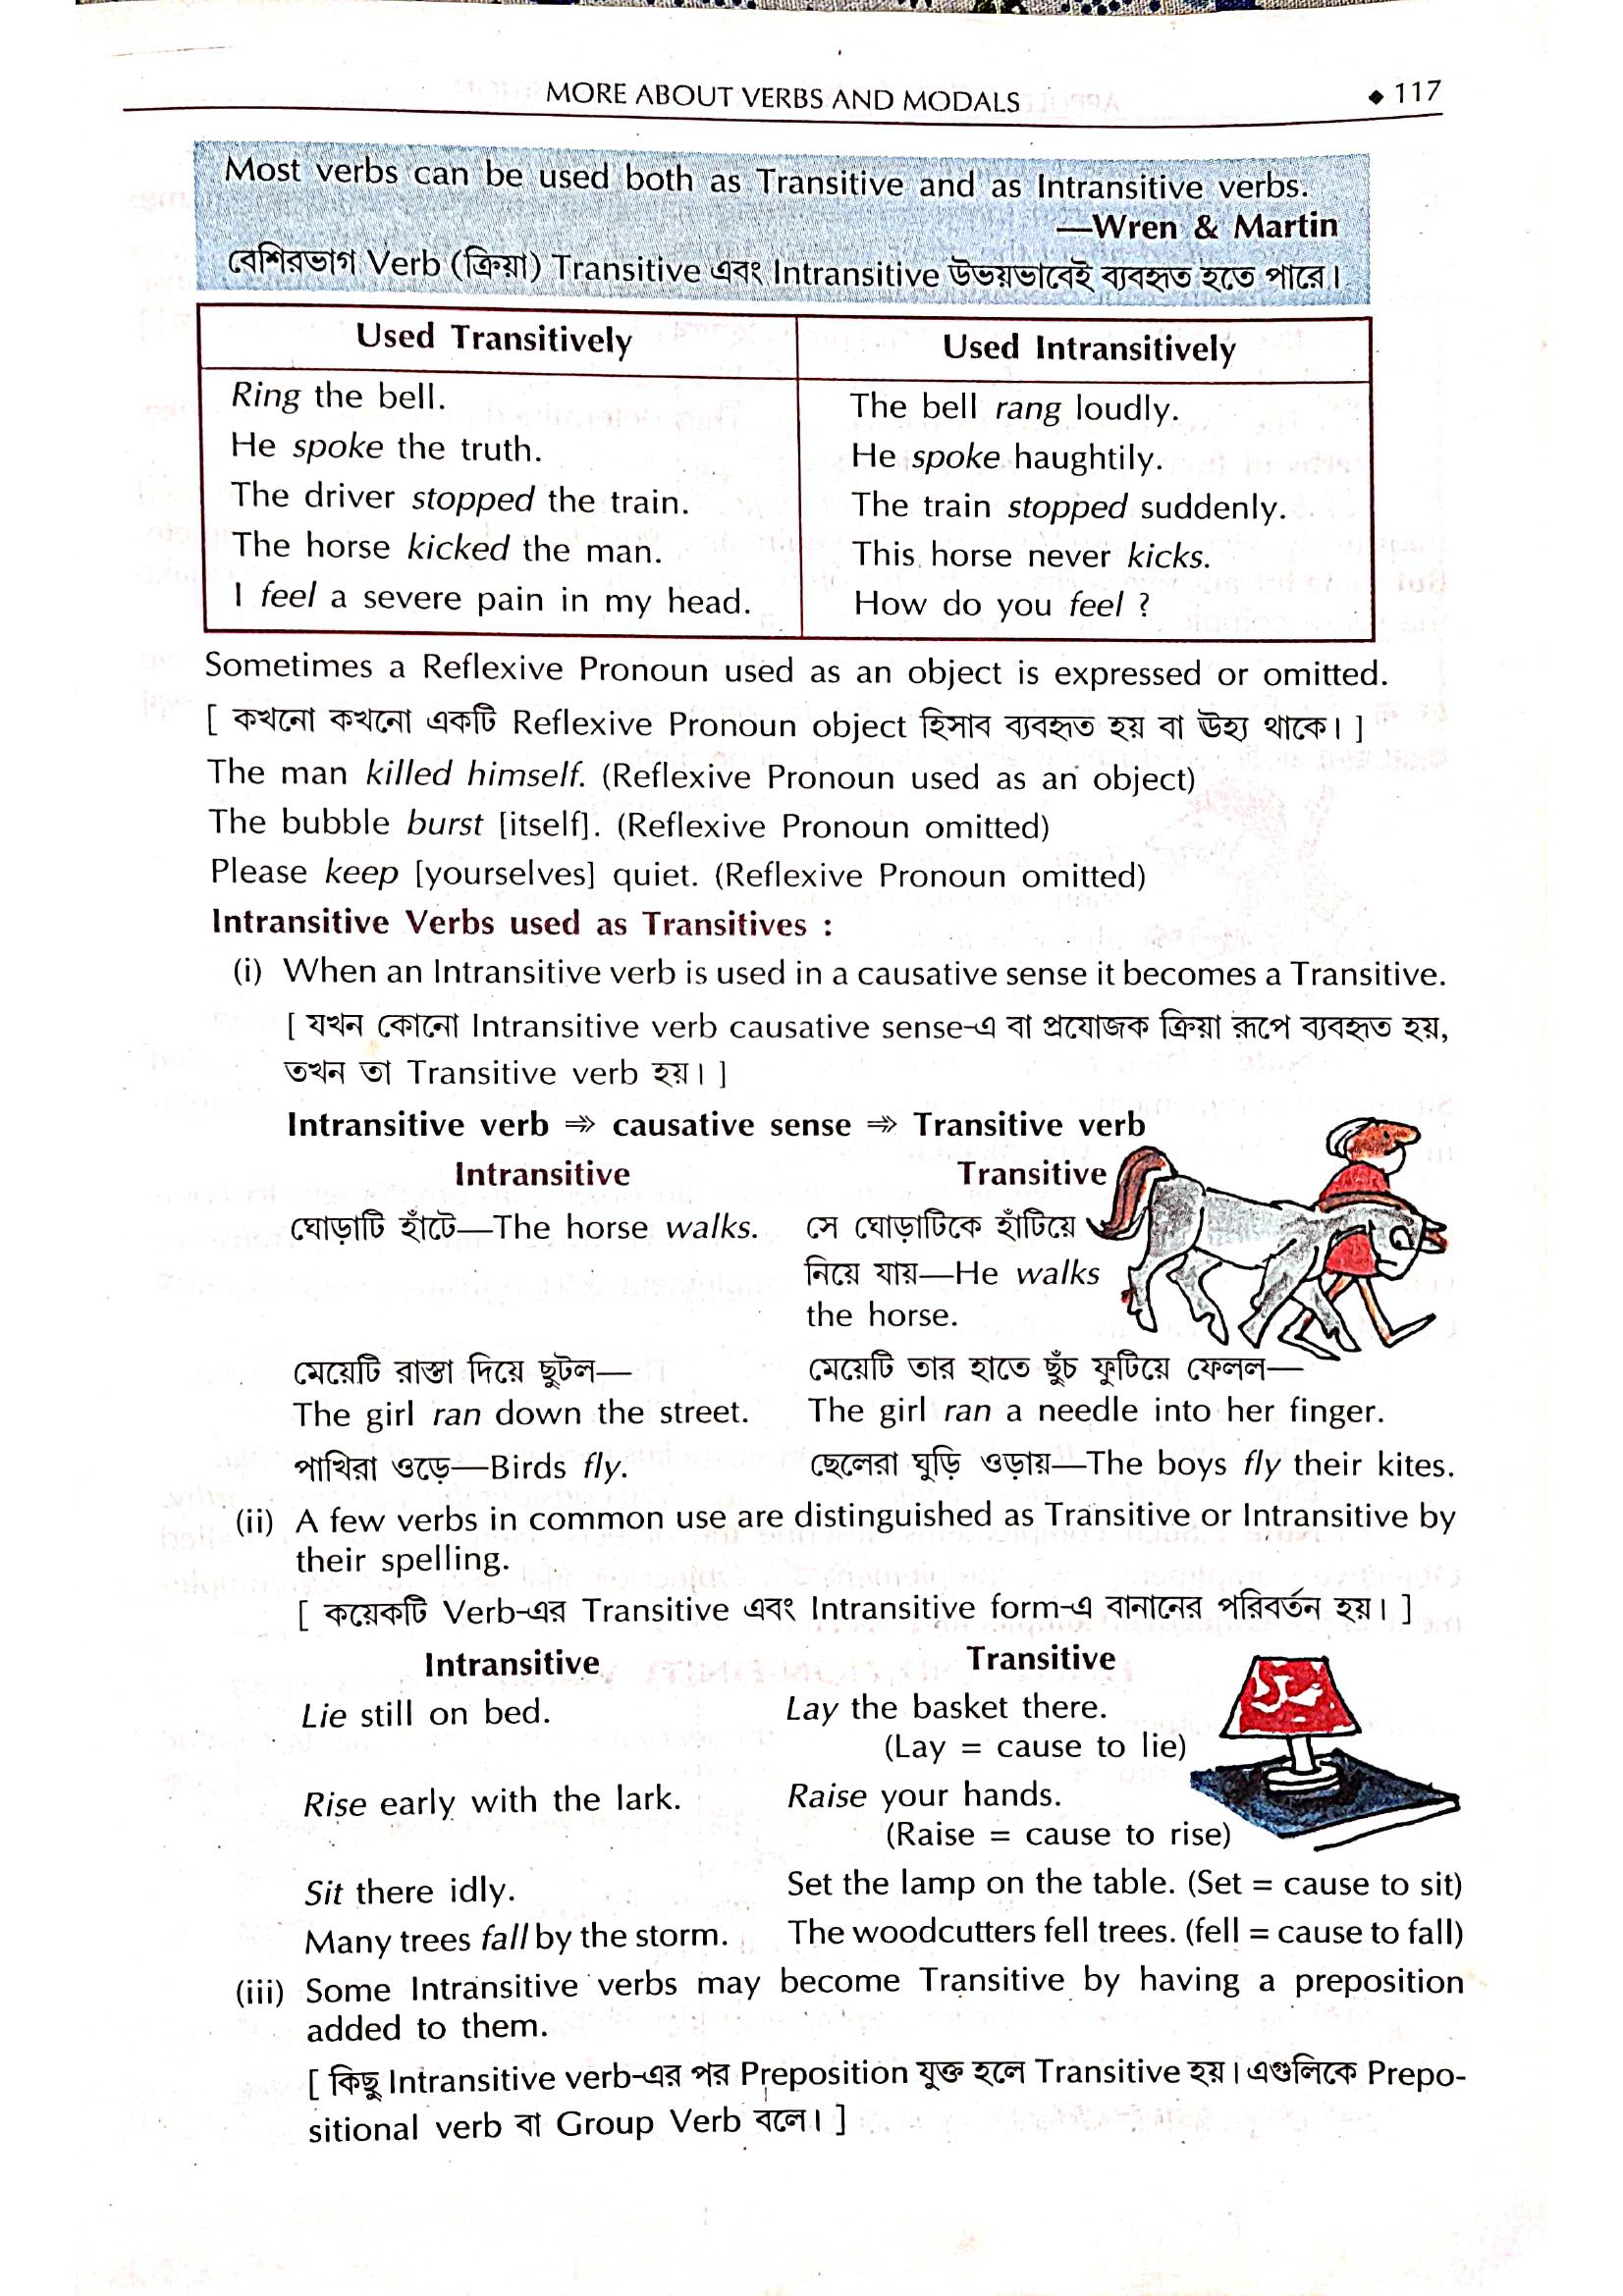 MORE ABOUT VERBS AND MODALS ◆ 117
Most verbs can be used both as Transitive and as Intransitive verbs.
—Wren & Martin
বেশিরভাগ Verb (ক্রিয়া) Transitive এবং Intransitive উভয়ভাবেই ব্যবহৃত হতে পারে।
Used Transitively Used Intransitively
Ring the bell. The bell rang loudly.
He spoke the truth. He spoke haughtily.
The driver stopped the train. The train stopped suddenly.
The horse kicked the man. This horse never kicks.
I feel a severe pain in my head. How do you feel ?
Sometimes a Reflexive Pronoun used as an object is expressed or omitted.
[ কখনো কখনো একটি Reflexive Pronoun object হিসাব ব্যবহৃত হয় বা ঊহ্য থাকে। ]
The man killed himself. (Reflexive Pronoun used as an object)
The bubble burst [itself]. (Reflexive Pronoun omitted)
Please keep [yourselves] quiet. (Reflexive Pronoun omitted)
Intransitive Verbs used as Transitives :
(i) When an Intransitive verb is used in a causative sense it becomes a Transitive.
[ যখন কোনো Intransitive verb causative sense-এ বা প্রযোজক ক্রিয়া রূপে ব্যবহৃত হয়,
তখন তা Transitive verb হয়। ]
Intransitive verb ⇒ causative sense ⇒ Transitive verb
Intransitive Transitive
ঘোড়াটি হাঁটে—The horse walks. সে ঘোড়াটিকে হাঁটিয়ে
নিয়ে যায়—He walks
the horse.
মেয়েটি রাস্তা দিয়ে ছুটল— মেয়েটি তার হাতে ছুঁচ ফুটিয়ে ফেলল—
The girl ran down the street. The girl ran a needle into her finger.
পাখিরা ওড়ে—Birds fly. ছেলেরা ঘুড়ি ওড়ায়—The boys fly their kites.
(ii) A few verbs in common use are distinguished as Transitive or Intransitive by
their spelling.
[ কয়েকটি Verb-এর Transitive এবং Intransitive form-এ বানানের পরিবর্তন হয়। ]
Intransitive Transitive
Lie still on bed. Lay the basket there.
(Lay = cause to lie)
Rise early with the lark. Raise your hands.
(Raise = cause to rise)
Sit there idly. Set the lamp on the table. (Set = cause to sit)
Many trees fall by the storm. The woodcutters fell trees. (fell = cause to fall)
(iii) Some Intransitive verbs may become Transitive by having a preposition
added to them.
[ কিছু Intransitive verb-এর পর Preposition যুক্ত হলে Transitive হয়। এগুলিকে Prepo-
sitional verb বা Group Verb বলে। ]